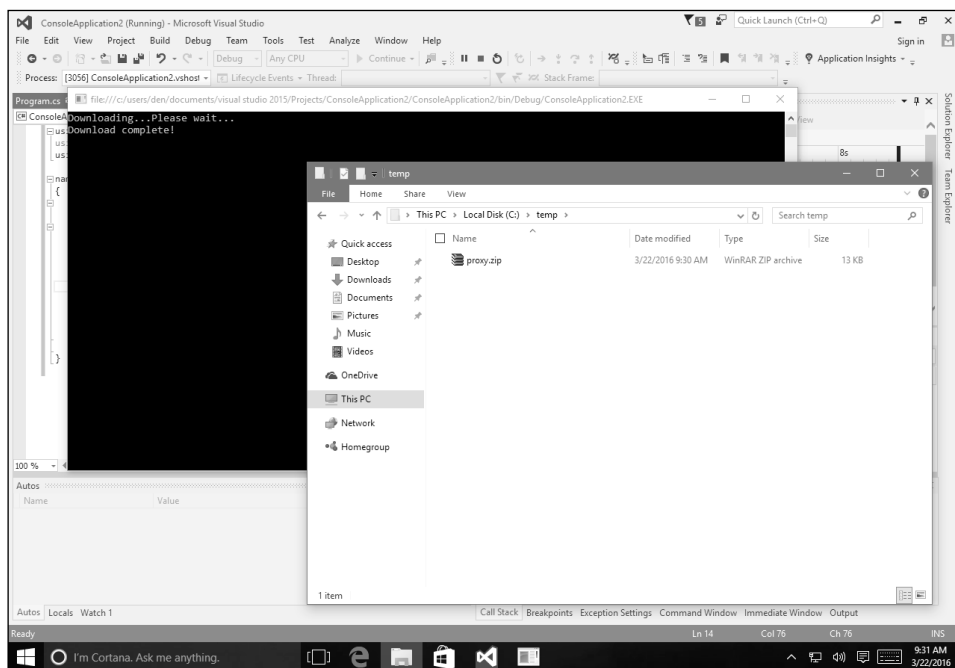 ConsoleApplication2 (Running) - Microsoft Visual Studio
5
Quick Launch (Ctrl+Q)
File Edit View Project Build Debug Team Tools Test Analyze Window Help
Sign in
Debug Any CPU Continue Application Insights
Process: [3056] ConsoleApplication2.vshost Lifecycle Events Thread: Stack Frame:
Program.cs
file:///c:/users/den/documents/visual studio 2015/Projects/ConsoleApplication2/ConsoleApplication2/bin/Debug/ConsoleApplication2.EXE
Downloading...Please wait...
Download complete!
8s
Solution Explorer
Team Explorer
temp
File Home Share View
This PC > Local Disk (C:) > temp >
Search temp
Name Date modified Type Size
proxy.zip 3/22/2016 9:30 AM WinRAR ZIP archive 13 KB
Quick access
Desktop
Downloads
Documents
Pictures
Music
Videos
OneDrive
This PC
Network
Homegroup
1 item
100 %
Autos
Name Value
Autos Locals Watch 1
Call Stack Breakpoints Exception Settings Command Window Immediate Window Output
Ready Ln 14 Col 76 Ch 76 INS
I'm Cortana. Ask me anything.
9:31 AM
3/22/2016